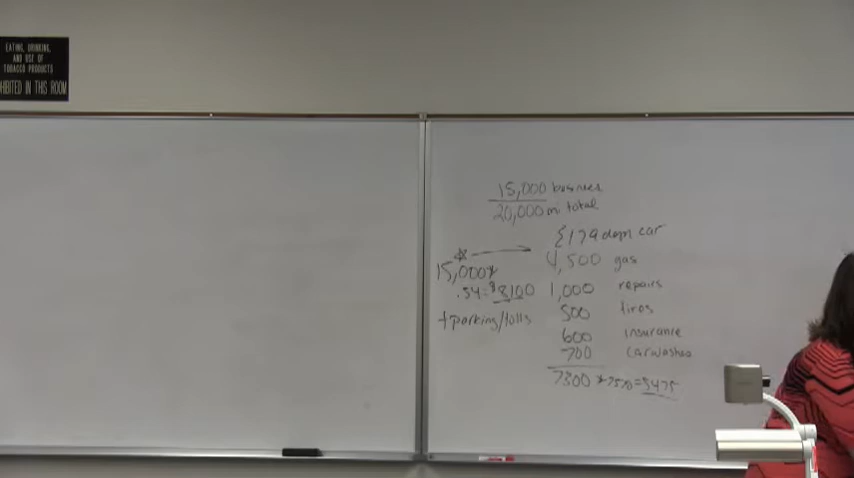 EATING, DRINKING,
AND USE OF
TOBACCO PRODUCTS
HIBITED IN THIS ROOM
15,000 business
20,000 mi total
179 depn car
4,500 gas
1,000 repairs
500 tires
600 insurance
700 carwashes
7300 * 75% = 5475
15,000 *
.54 = $8100
+ parking/tolls